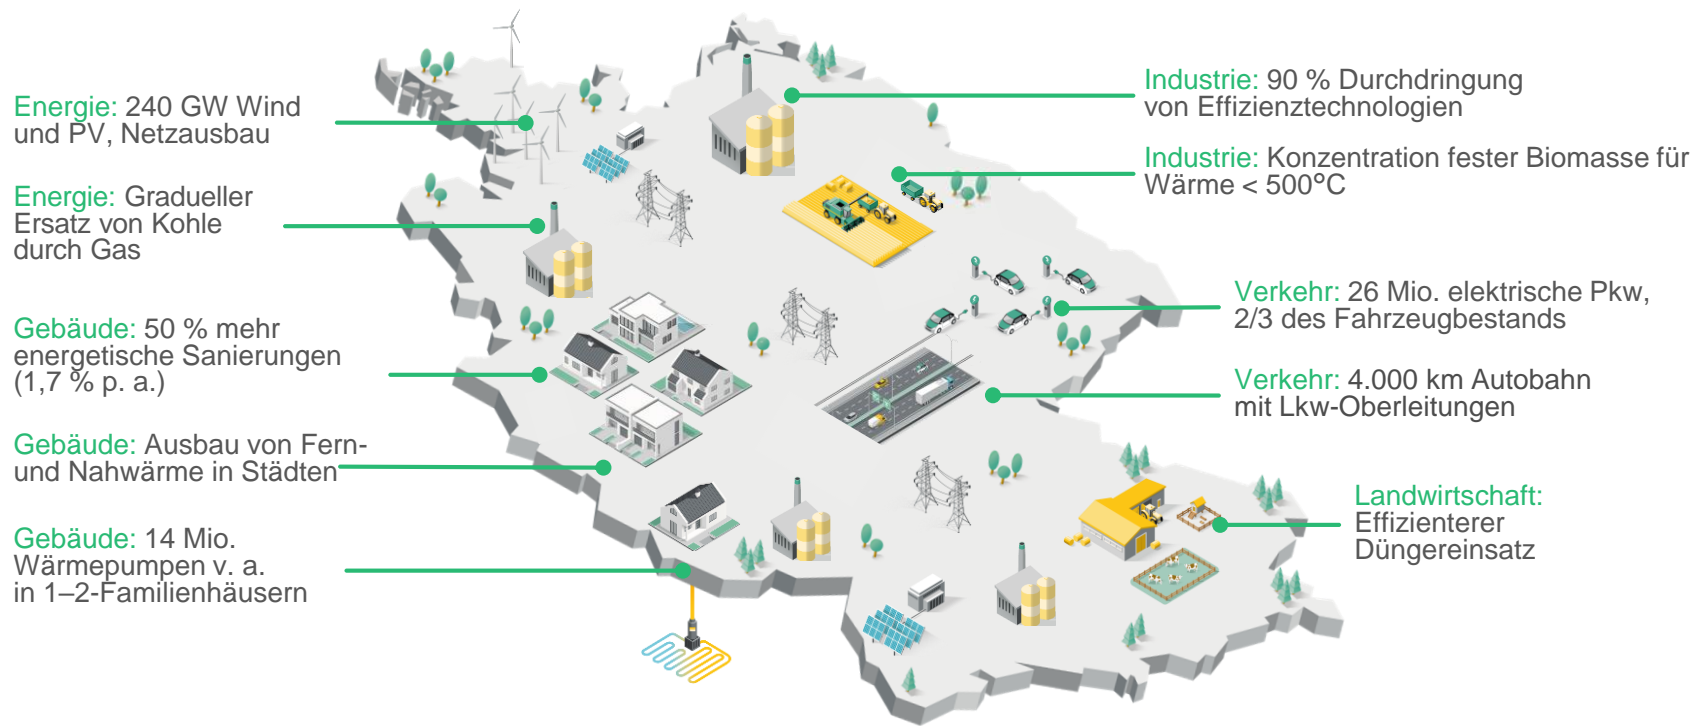 Energie: 240 GW Wind
und PV, Netzausbau
Energie: Gradueller
Ersatz von Kohle
durch Gas
Gebäude: 50 % mehr
energetische Sanierungen
(1,7 % p. a.)
Gebäude: Ausbau von Fern-
und Nahwärme in Städten
Gebäude: 14 Mio.
Wärmepumpen v. a.
in 1–2-Familienhäusern
Industrie: 90 % Durchdringung
von Effizienztechnologien
Industrie: Konzentration fester Biomasse für
Wärme < 500°C
Verkehr: 26 Mio. elektrische Pkw,
2/3 des Fahrzeugbestands
Verkehr: 4.000 km Autobahn
mit Lkw-Oberleitungen
Landwirtschaft:
Effizienterer
Düngereinsatz